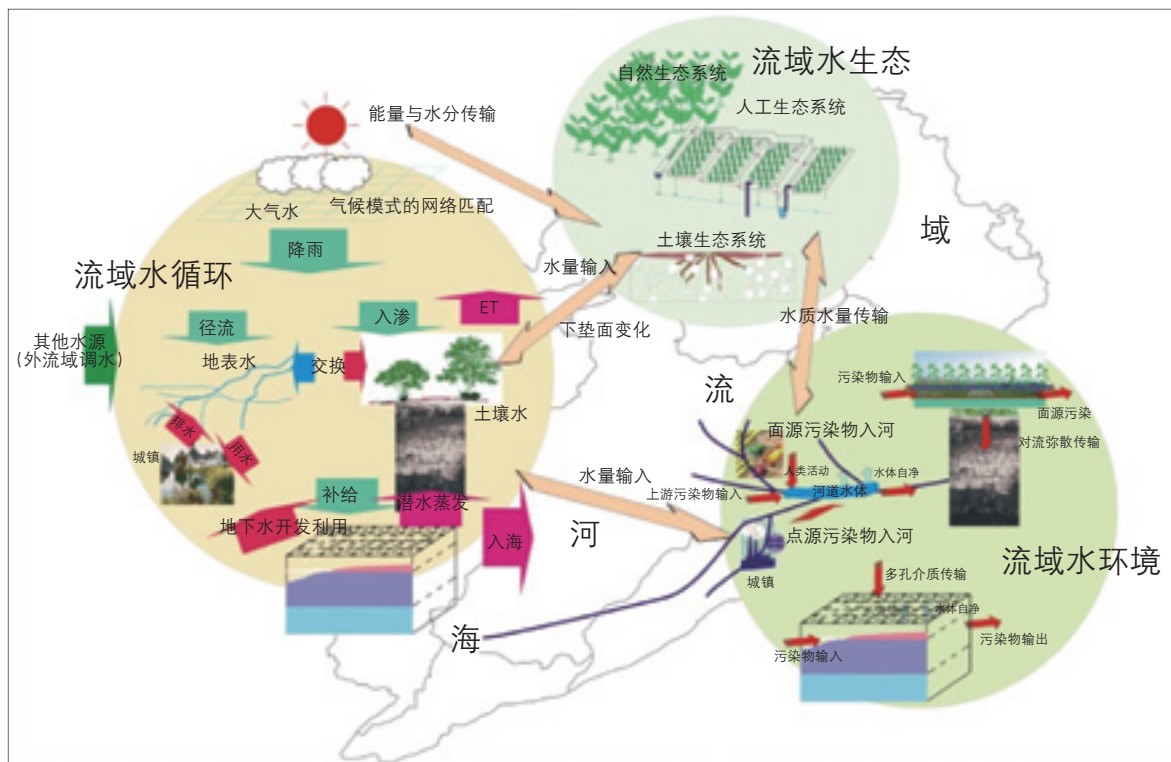 流域水生态
自然生态系统
人工生态系统
土壤生态系统
能量与水分传输
大气水
气候模式的网络匹配
降雨
流域水循环
其他水源
(外流域调水)
径流
地表水
交换
入渗
ET
土壤水
排水
用水
城镇
补给
潜水蒸发
地下水开发利用
入海
水量输入
下垫面变化
水质水量传输
水量输入
海
河
流
域
流域水环境
污染物输入
面源污染
对流弥散传输
面源污染物入河
人类活动
水体自净
上游污染物输入
河道水体
点源污染物入河
城镇
多孔介质传输
水体自净
污染物输入
污染物输出